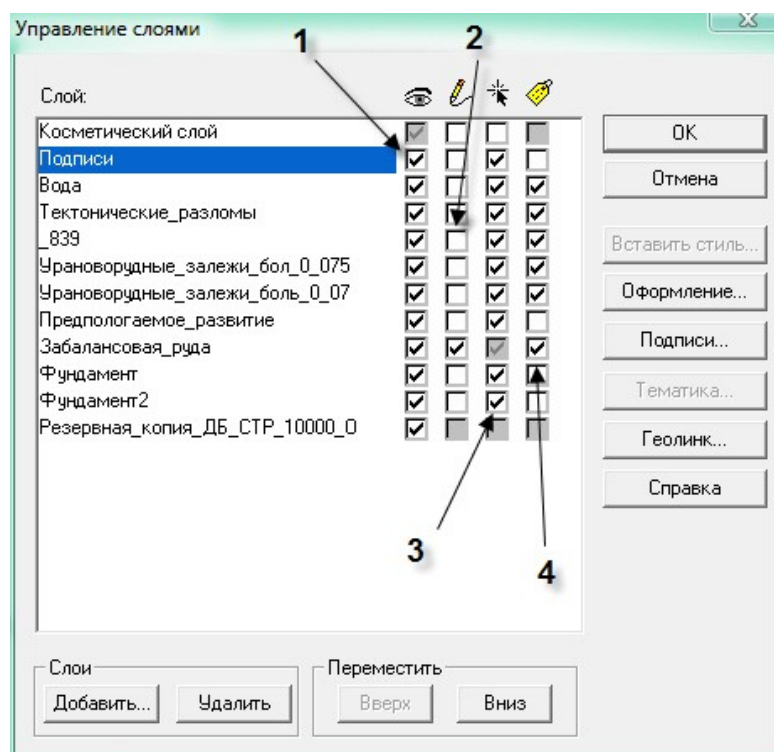 Управление слоями
1
2
Слой:
Косметический слой
OK
Подписи
Вода
Отмена
Тектонические_разломы
_839
Вставить стиль...
Урановорудные_залежи_бол_0_075
Урановорудные_залежи_боль_0_07
Оформление...
Предпологаемое_развитие
Забалансовая_руда
Подписи...
Фундамент
Фундамент2
Тематика...
Резервная_копия_ДБ_СТР_10000_О
Геолинк...
Справка
3
4
Слои
Переместить
Добавить...
Удалить
Вверх
Вниз